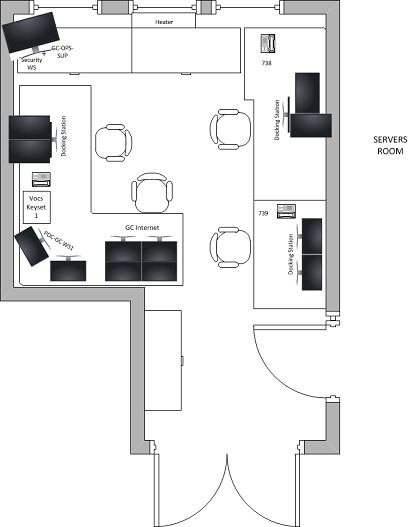 Heater
GC-OPS-
SUP
Security
WS
738
Docking Station
Docking Station
SERVERS
ROOM
Vocs
Keyset
1
739
GC Internet
PDC-GC WS1
Docking Station